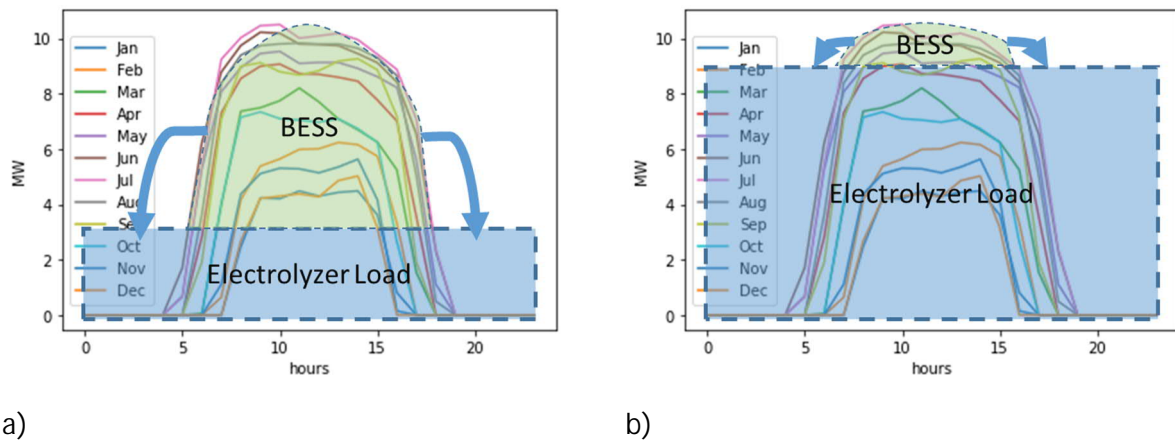 10
8
6
4
2
0
MW
Jan
Feb
Mar
Apr
May
Jun
Jul
Aug
Sep
Oct
Nov
Dec
BESS
Electrolyzer Load
0 5 10 15 20
hours
a)
10
8
6
4
2
0
MW
Jan
Feb
Mar
Apr
May
Jun
Jul
Aug
Sep
Oct
Nov
Dec
BESS
Electrolyzer Load
0 5 10 15 20
hours
b)